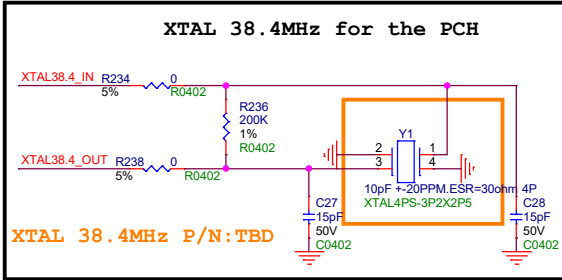 XTAL 38.4MHz for the PCH
XTAL38.4_IN
R234
0
5%
R0402
R236
200K
1%
R0402
Y1
2
1
3
4
XTAL38.4_OUT
R238
0
5%
R0402
10pF +-20PPM.ESR=30ohm 4P
XTAL4PS-3P2X2P5
C27
15pF
50V
C0402
C28
15pF
50V
C0402
XTAL 38.4MHz P/N:TBD